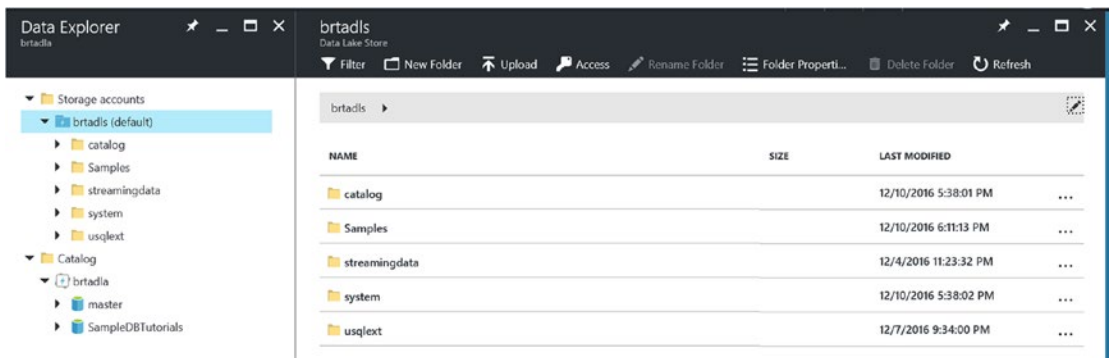 Data Explorer
brtadla
Storage accounts
brtadls (default)
catalog
Samples
streamingdata
system
usqlext
Catalog
brtadla
master
SampleDBTutorials
brtadls
Data Lake Store
Filter New Folder Upload Access Rename Folder Folder Properti... Delete Folder Refresh
brtadls
NAME SIZE LAST MODIFIED
catalog 12/10/2016 5:38:01 PM ...
Samples 12/10/2016 6:11:13 PM ...
streamingdata 12/4/2016 11:23:32 PM ...
system 12/10/2016 5:38:02 PM ...
usqlext 12/7/2016 9:34:00 PM ...